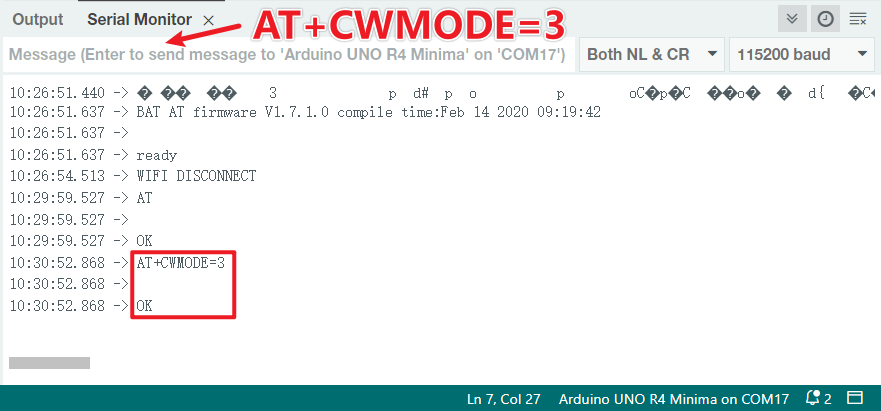 Output Serial Monitor
AT+CWMODE=3
Message (Enter to send message to 'Arduino UNO R4 Minima' on 'COM17') Both NL & CR 115200 baud
10:26:51.440 -> � �� �� 3 p d# p o p oC�p�C ��o� � d{ �C
10:26:51.637 -> BAT AT firmware V1.7.1.0 compile time:Feb 14 2020 09:19:42
10:26:51.637 ->
10:26:51.637 -> ready
10:26:54.513 -> WIFI DISCONNECT
10:29:59.527 -> AT
10:29:59.527 ->
10:29:59.527 -> OK
10:30:52.868 -> AT+CWMODE=3
10:30:52.868 ->
10:30:52.868 -> OK
Ln 7, Col 27 Arduino UNO R4 Minima on COM17 2